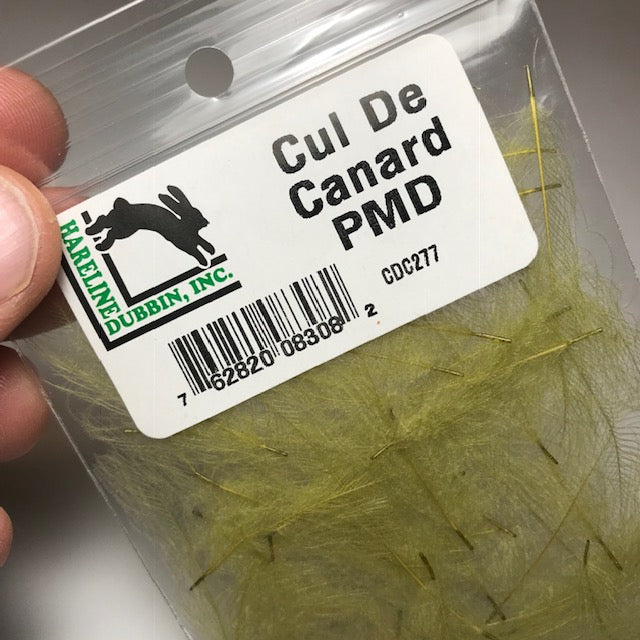 Cul De
Canard
PMD
CDC277
HARELINE
DUBBIN, INC.
7 62820 08308 2